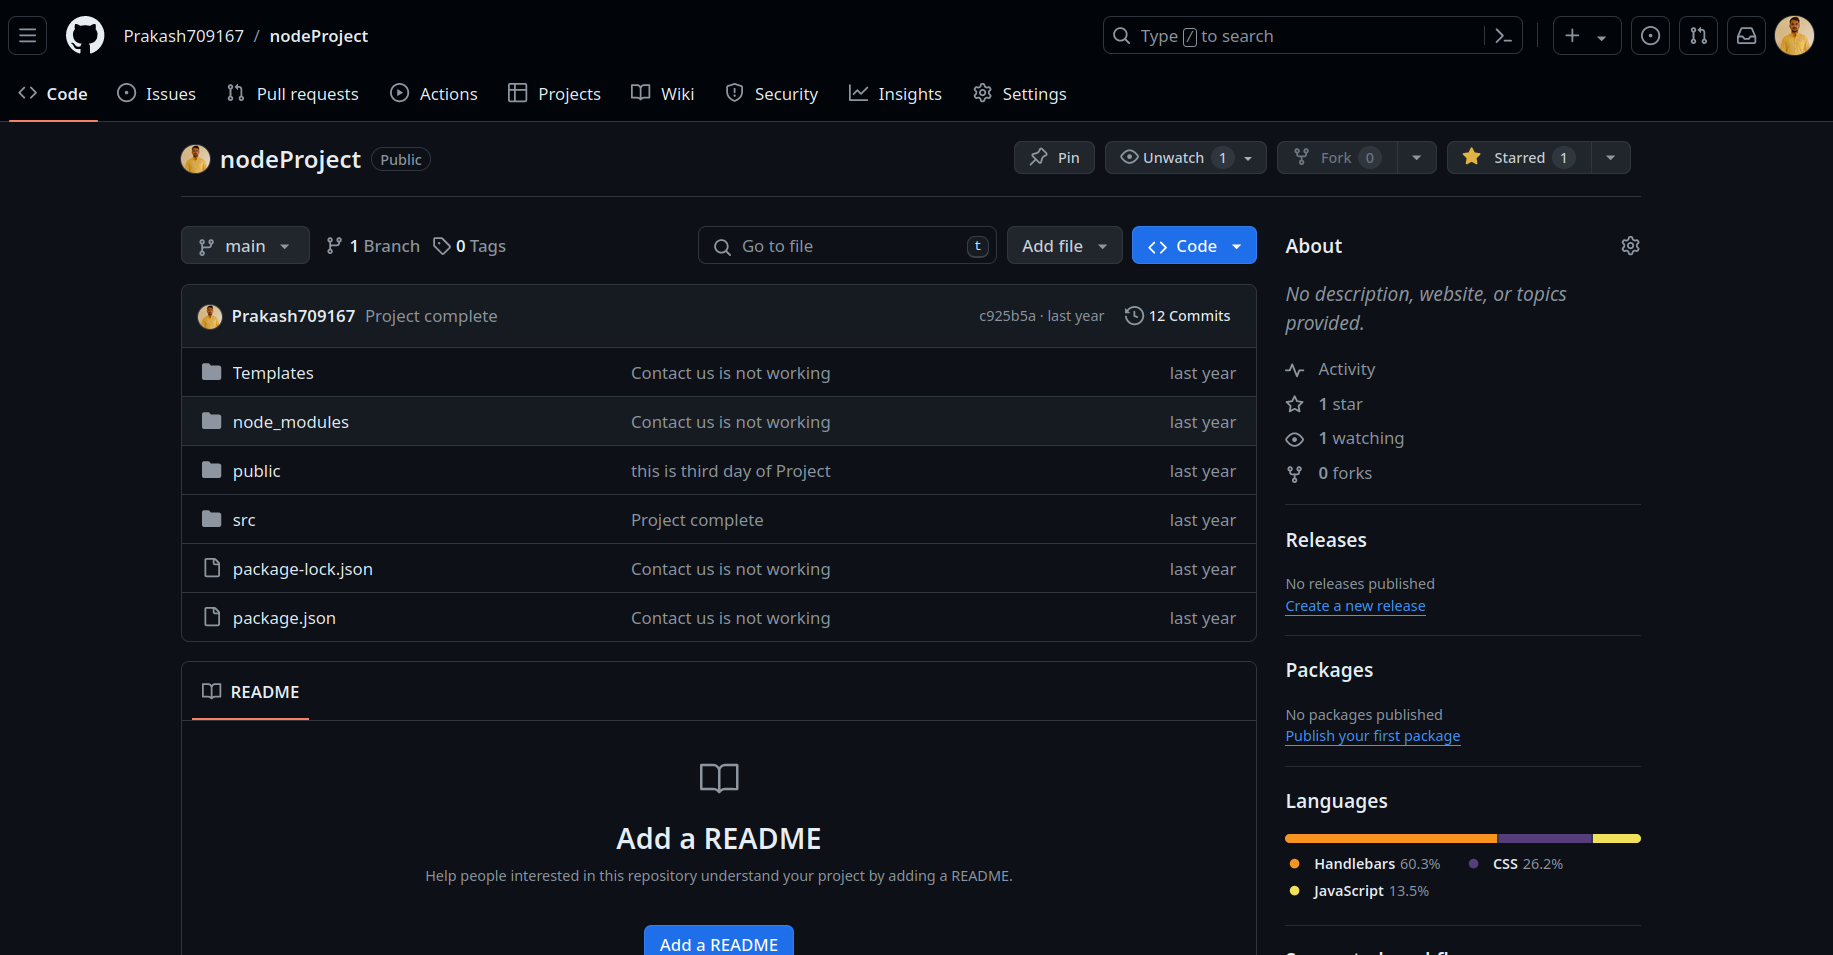 Prakash709167 / nodeProject
Type / to search
Code Issues Pull requests Actions Projects Wiki Security Insights Settings
nodeProject Public
Pin Unwatch 1 Fork 0 Starred 1
main 1 Branch 0 Tags
Go to file t Add file Code
Prakash709167 Project complete c925b5a · last year 12 Commits
Templates Contact us is not working last year
node_modules Contact us is not working last year
public this is third day of Project last year
src Project complete last year
package-lock.json Contact us is not working last year
package.json Contact us is not working last year
README
Add a README
Help people interested in this repository understand your project by adding a README.
Add a README
About
No description, website, or topics
provided.
Activity
1 star
1 watching
0 forks
Releases
No releases published
Create a new release
Packages
No packages published
Publish your first package
Languages
Handlebars 60.3% CSS 26.2%
JavaScript 13.5%